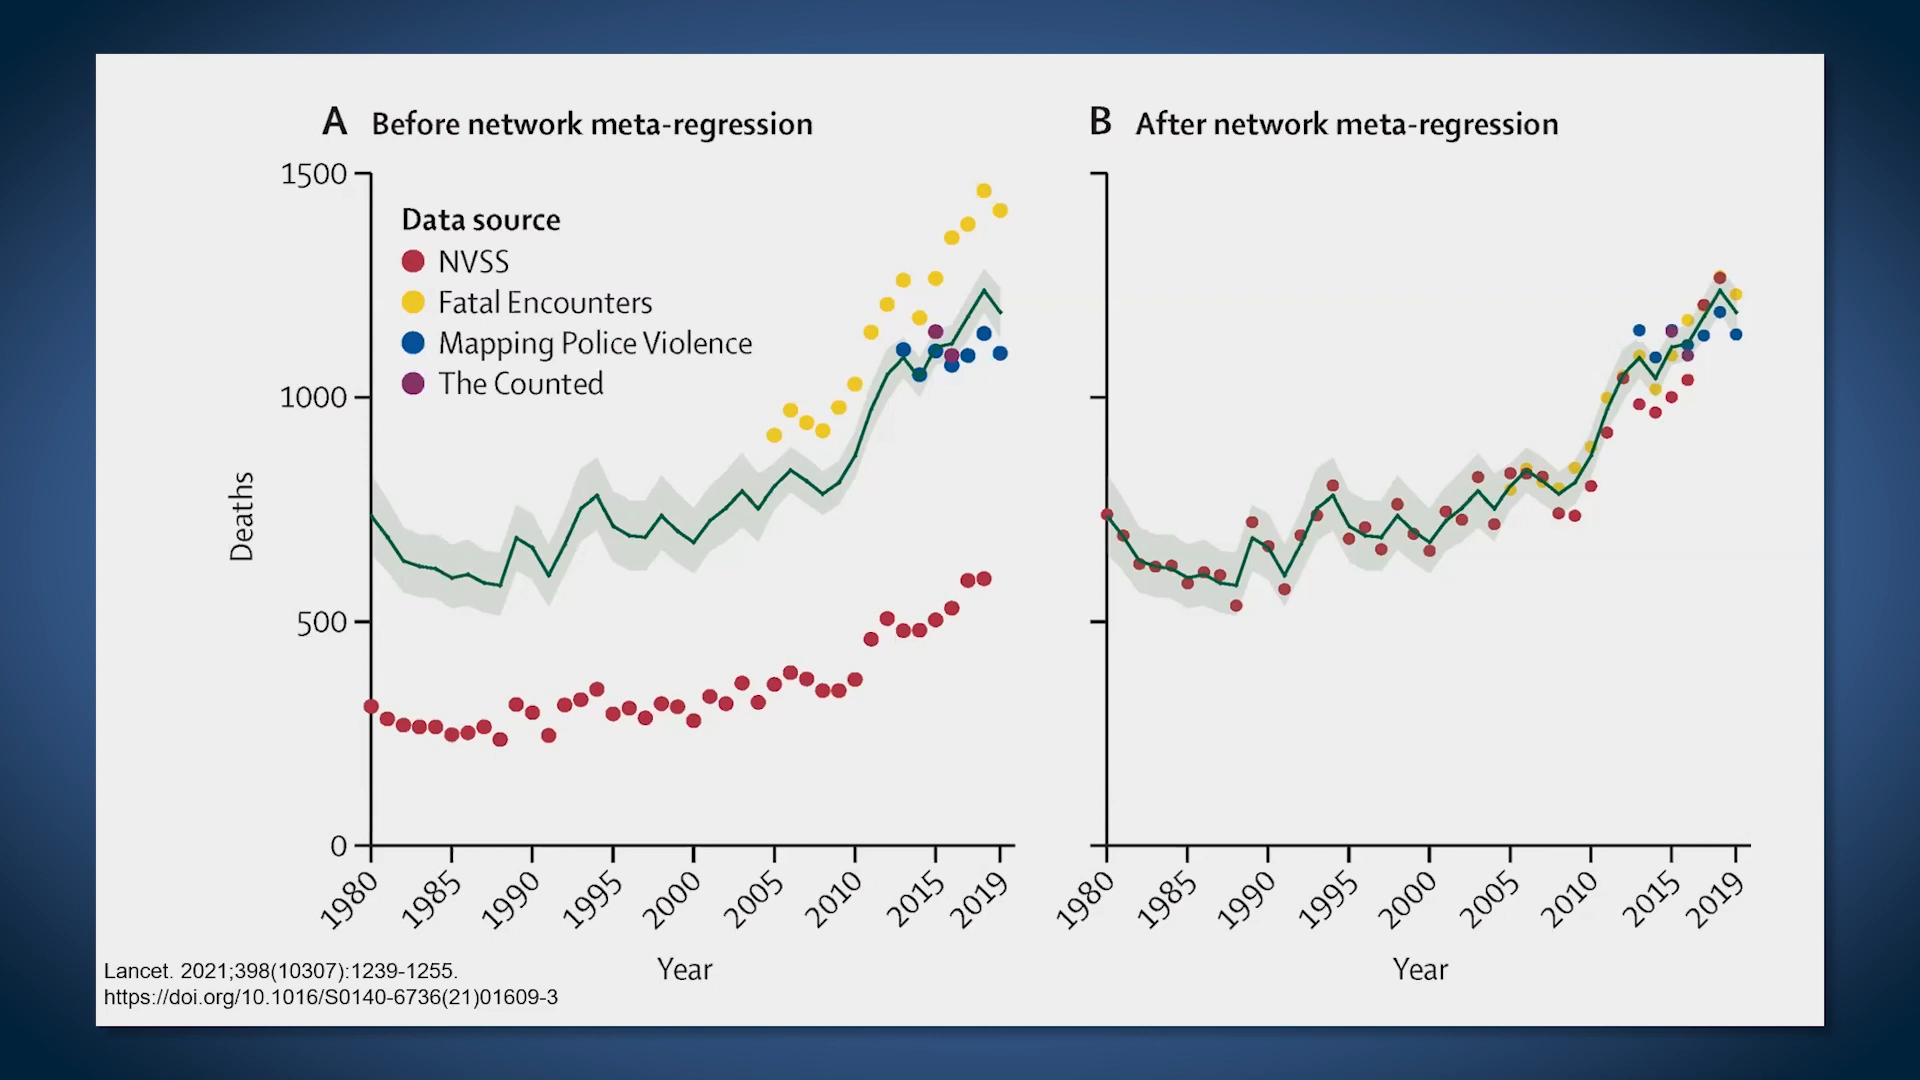 A Before network meta-regression
1500
1000
500
0
Deaths
Data source
NVSS
Fatal Encounters
Mapping Police Violence
The Counted
1980 1985 1990 1995 2000 2005 2010 2015 2019
Year
B After network meta-regression
1980 1985 1990 1995 2000 2005 2010 2015 2019
Year
Lancet. 2021;398(10307):1239-1255.
https://doi.org/10.1016/S0140-6736(21)01609-3